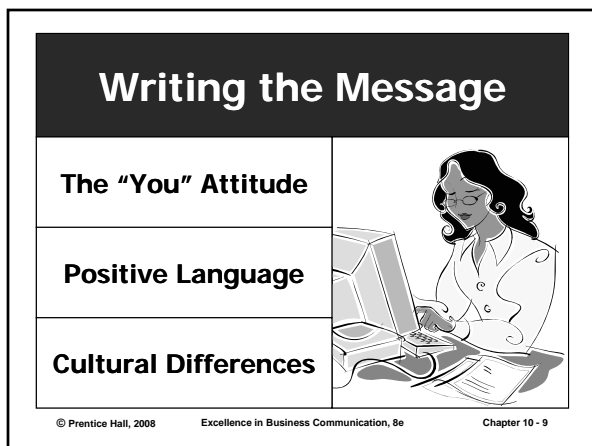 Writing the Message
The “You” Attitude
Positive Language
Cultural Differences
© Prentice Hall, 2008 Excellence in Business Communication, 8e Chapter 10 - 9